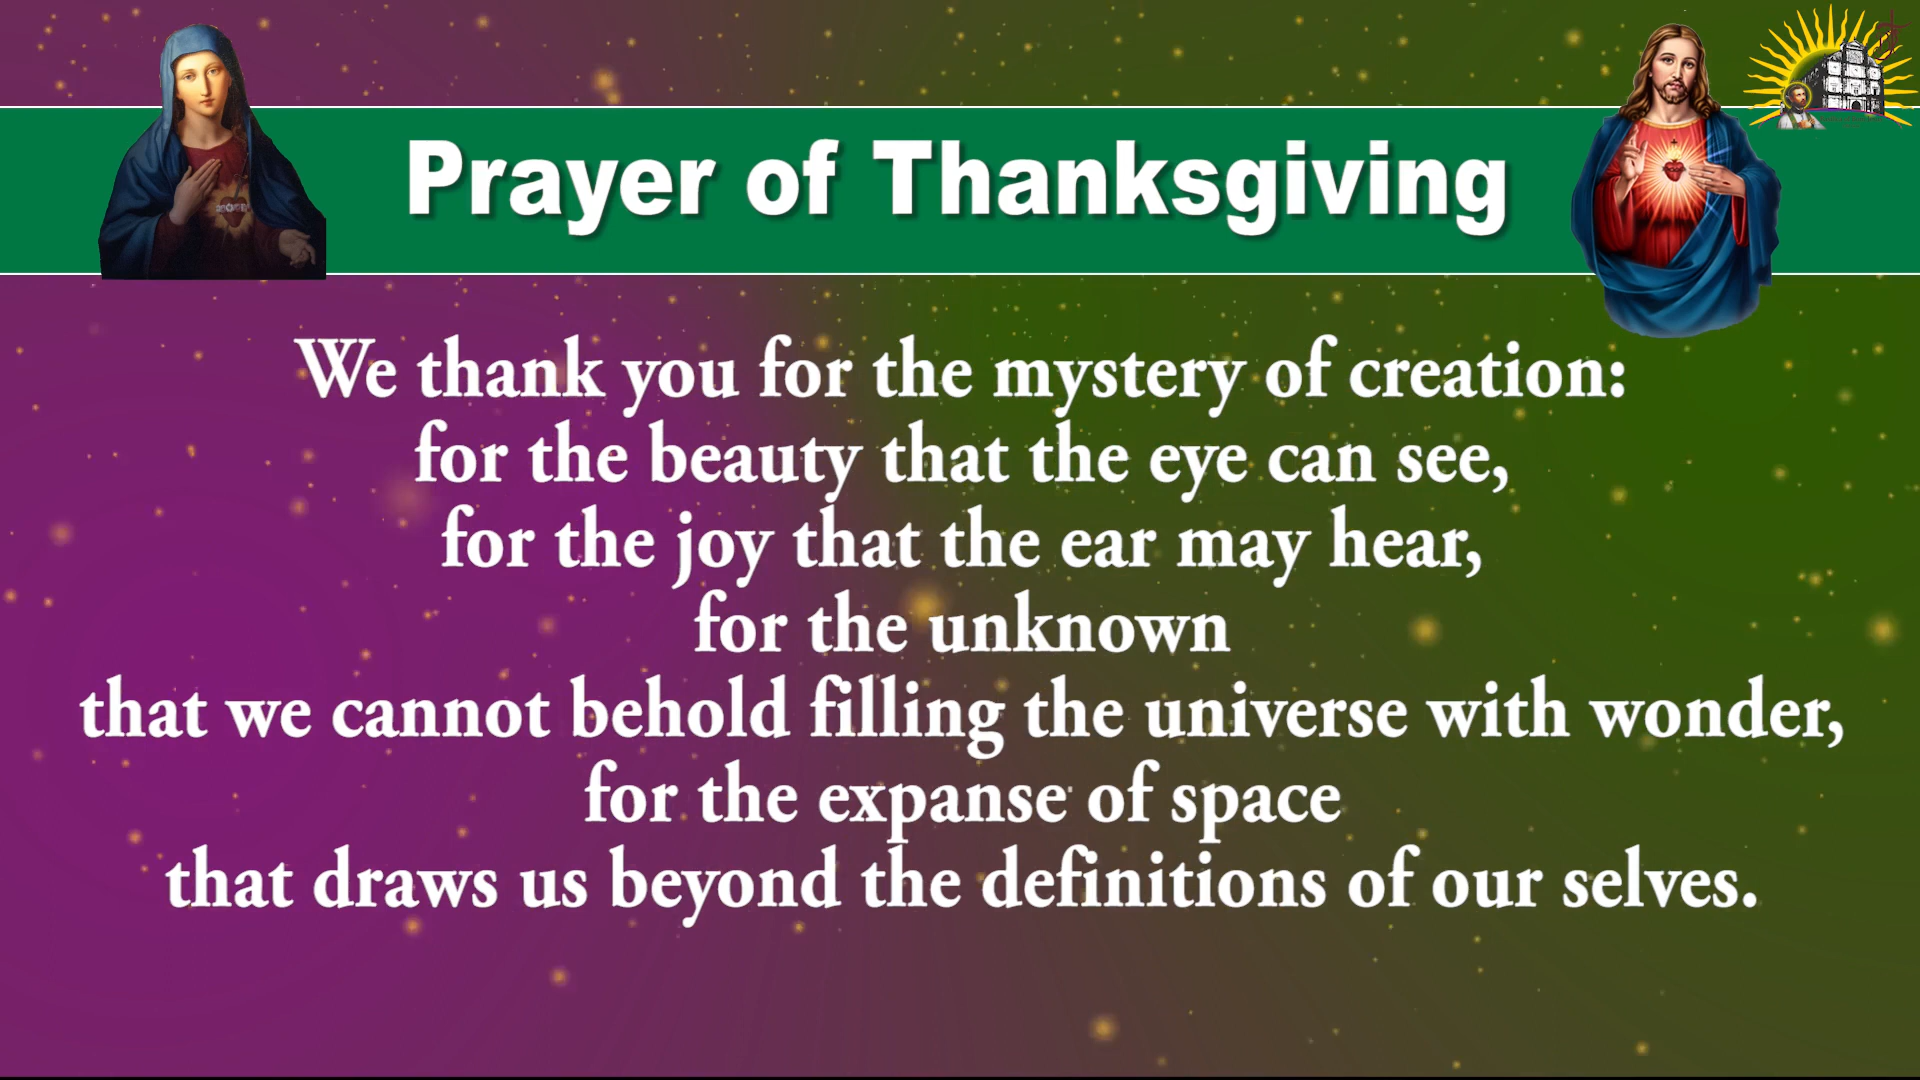 Prayer of Thanksgiving
We thank you for the mystery of creation:
for the beauty that the eye can see,
for the joy that the ear may hear,
for the unknown
that we cannot behold filling the universe with wonder,
for the expanse of space
that draws us beyond the definitions of our selves.